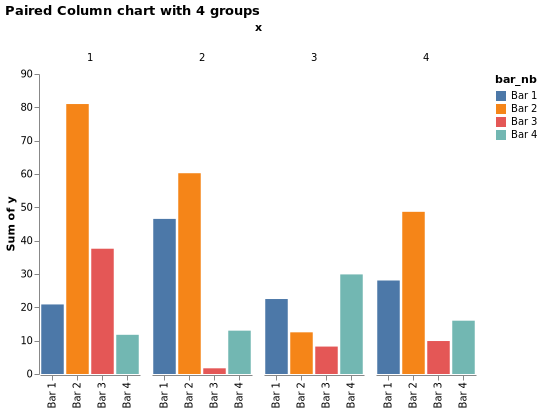 Paired Column chart with 4 groups
x
1 2 3 4
bar_nb
Bar 1
Bar 2
Bar 3
Bar 4
Sum of y
90
80
70
60
50
40
30
20
10
0
Bar 1 Bar 2 Bar 3 Bar 4 Bar 1 Bar 2 Bar 3 Bar 4 Bar 1 Bar 2 Bar 3 Bar 4 Bar 1 Bar 2 Bar 3 Bar 4